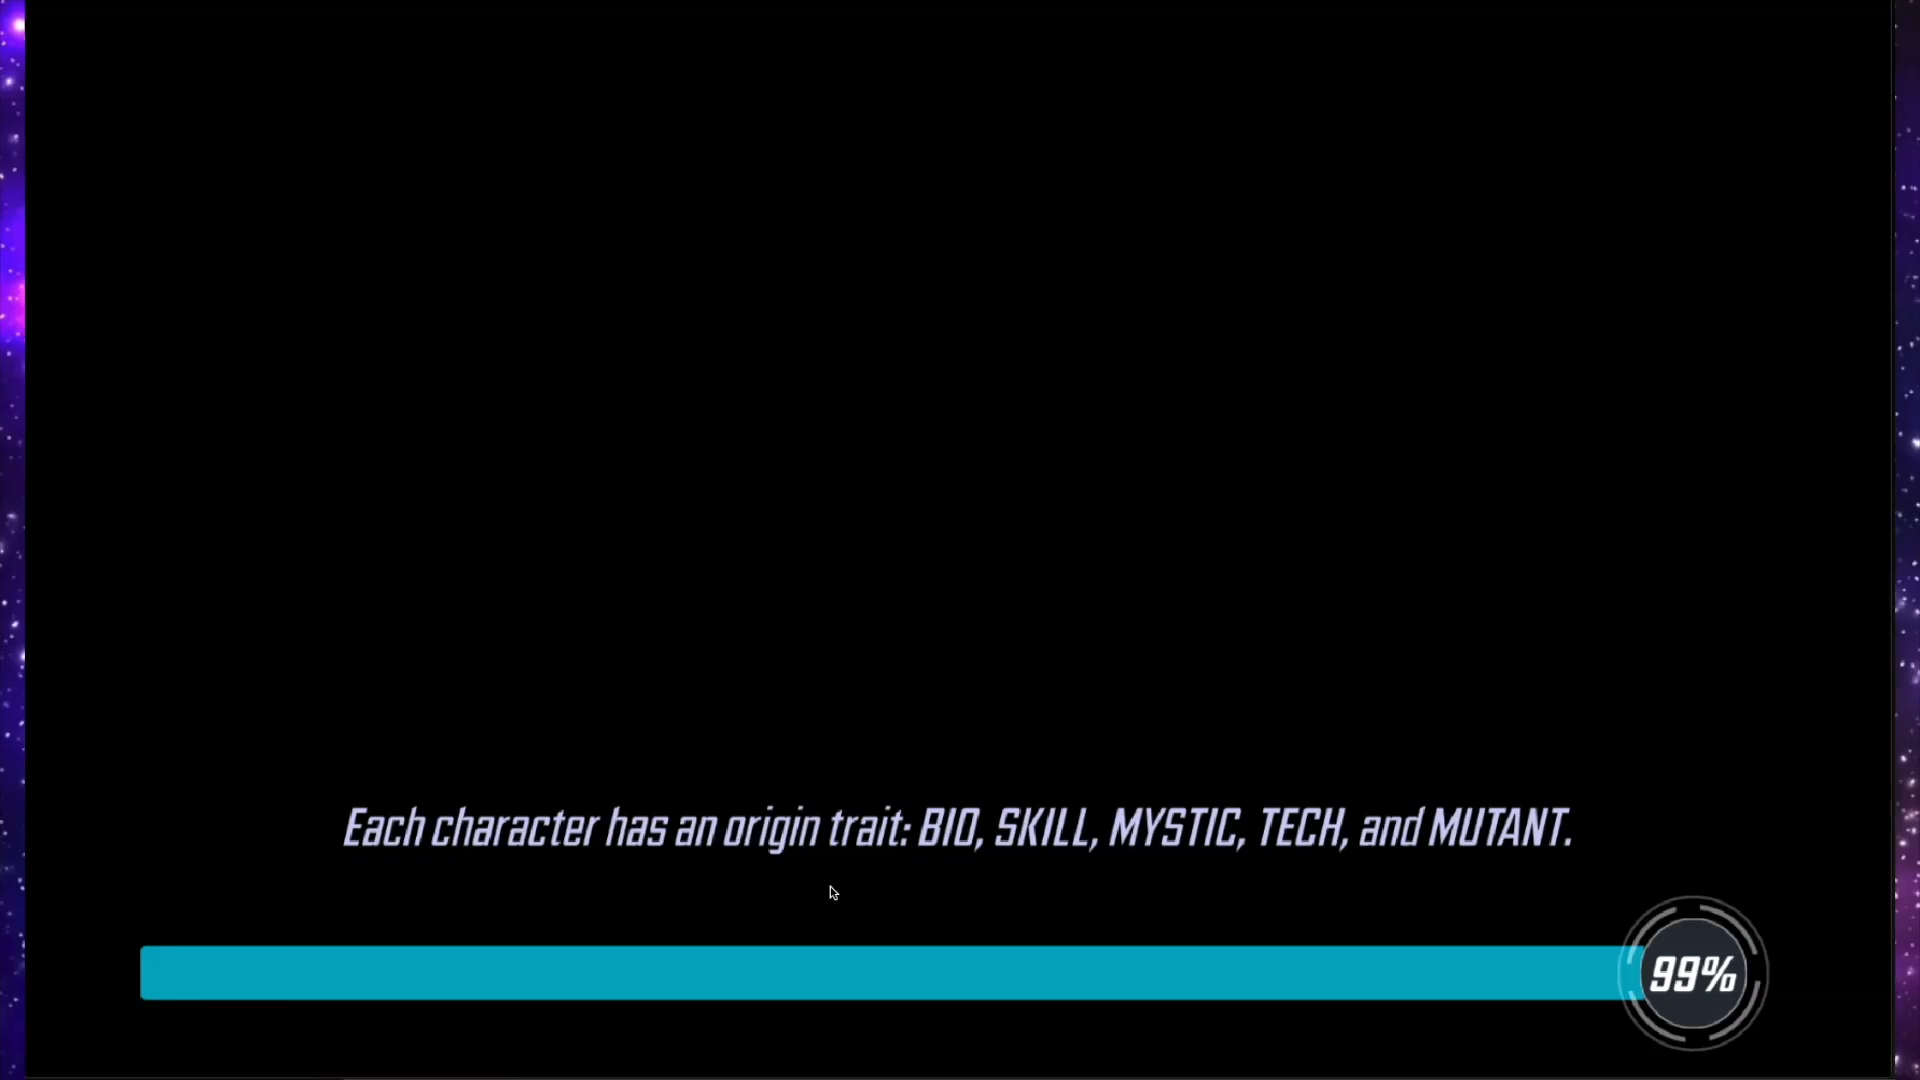 Each character has an origin trait: BIO, SKILL, MYSTIC, TECH, and MUTANT.
99%